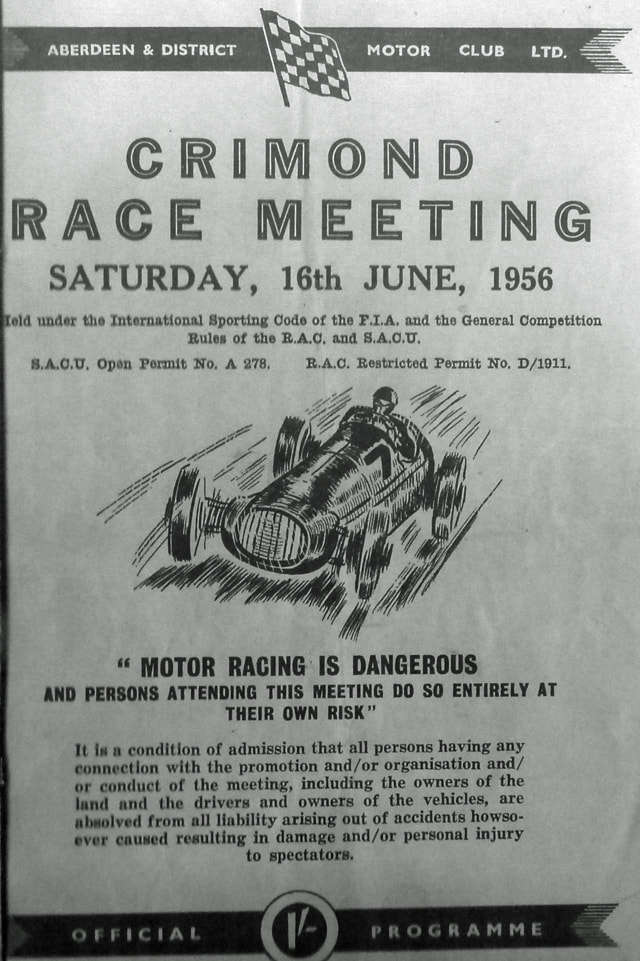 ABERDEEN & DISTRICT MOTOR CLUB LTD.
CRIMOND
RACE MEETING
SATURDAY, 16th JUNE, 1956
Held under the International Sporting Code of the F.I.A. and the General Competition
Rules of the R.A.C. and S.A.C.U.
S.A.C.U. Open Permit No. A 278. R.A.C. Restricted Permit No. D/1911.
7
" MOTOR RACING IS DANGEROUS
AND PERSONS ATTENDING THIS MEETING DO SO ENTIRELY AT
THEIR OWN RISK"
It is a condition of admission that all persons having any
connection with the promotion and/or organisation and/
or conduct of the meeting, including the owners of the
land and the drivers and owners of the vehicles, are
absolved from all liability arising out of accidents howso-
ever caused resulting in damage and/or personal injury
to spectators.
OFFICIAL 1/- PROGRAMME